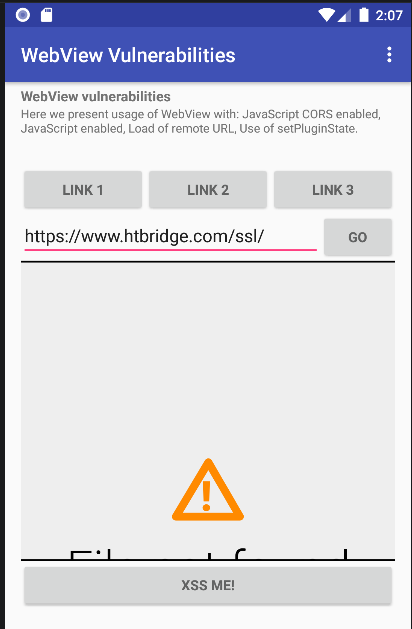 2:07
WebView Vulnerabilities
WebView vulnerabilities
Here we present usage of WebView with: JavaScript CORS enabled,
JavaScript enabled, Load of remote URL, Use of setPluginState.
LINK 1 LINK 2 LINK 3
https://www.htbridge.com/ssl/ GO
XSS ME!